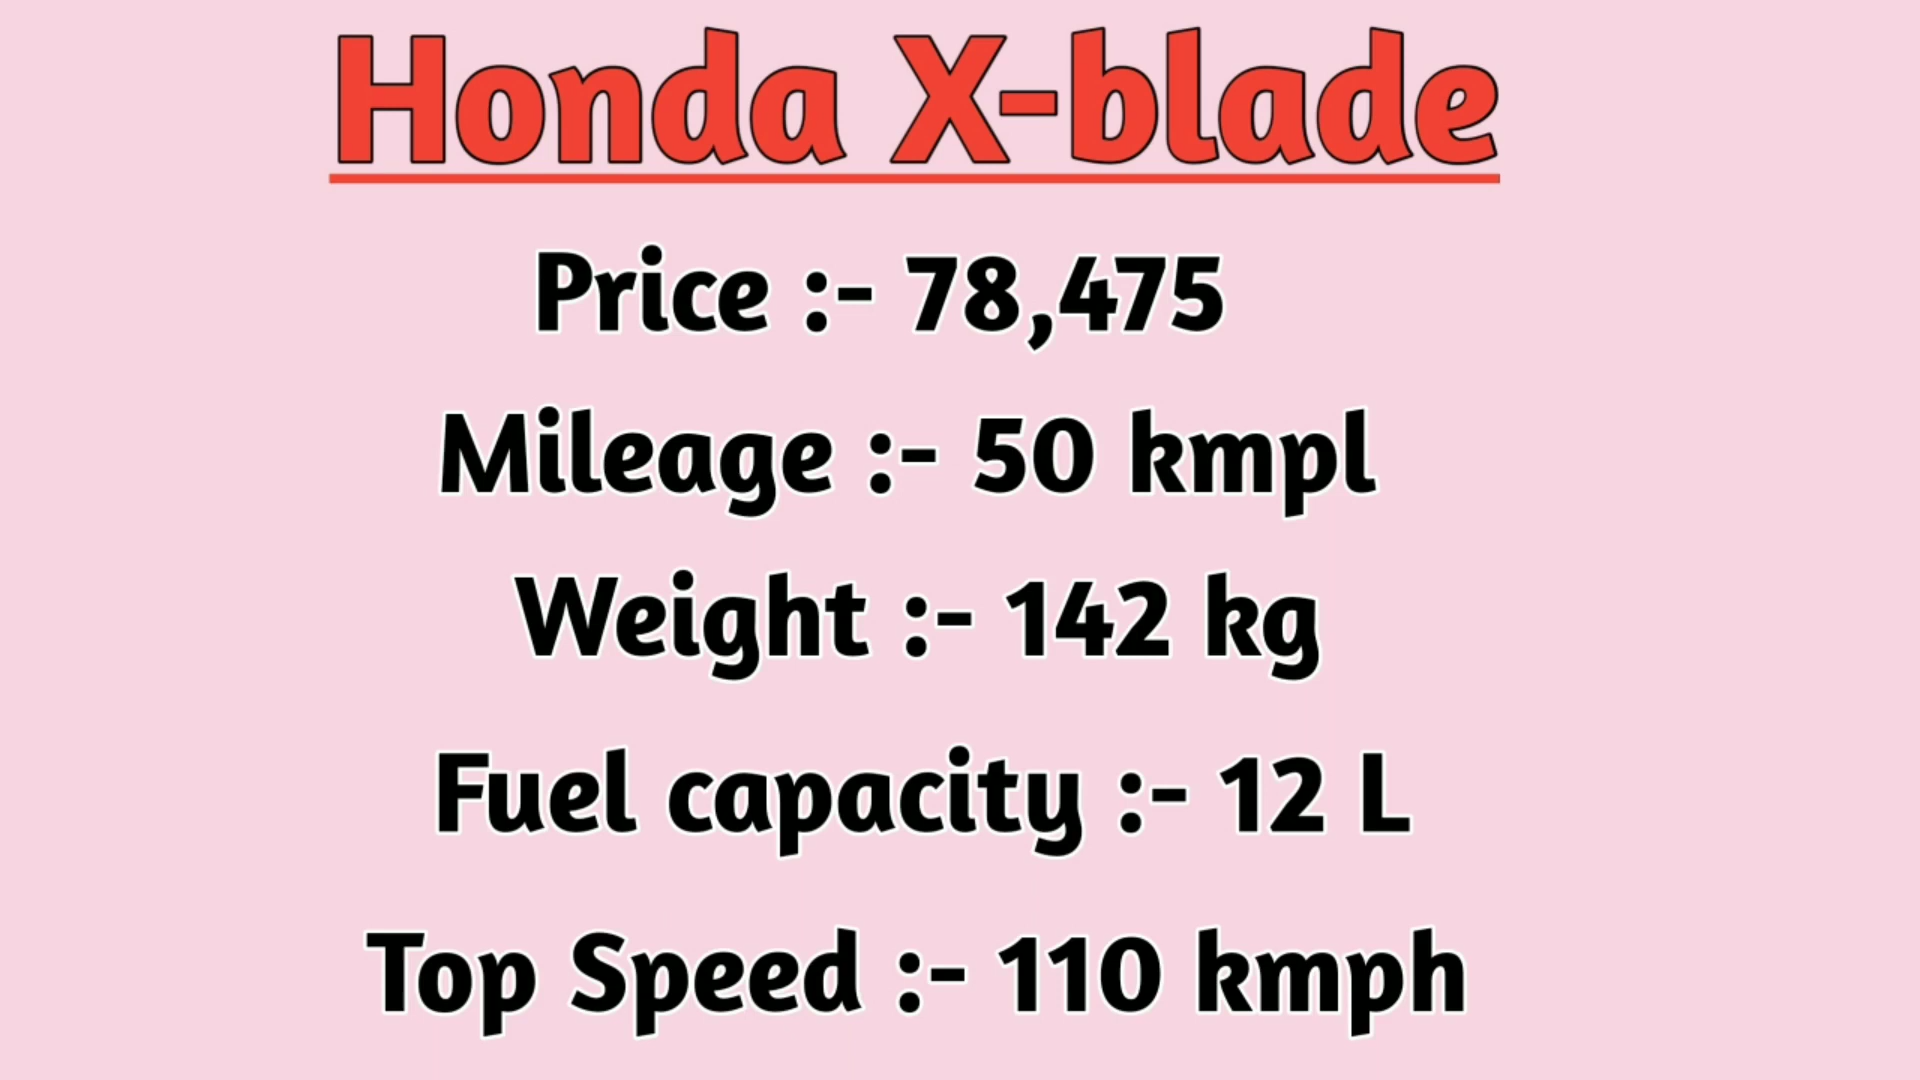 Honda X-blade
Price :- 78,475
Mileage :- 50 kmpl
Weight :- 142 kg
Fuel capacity :- 12 L
Top Speed :- 110 kmph